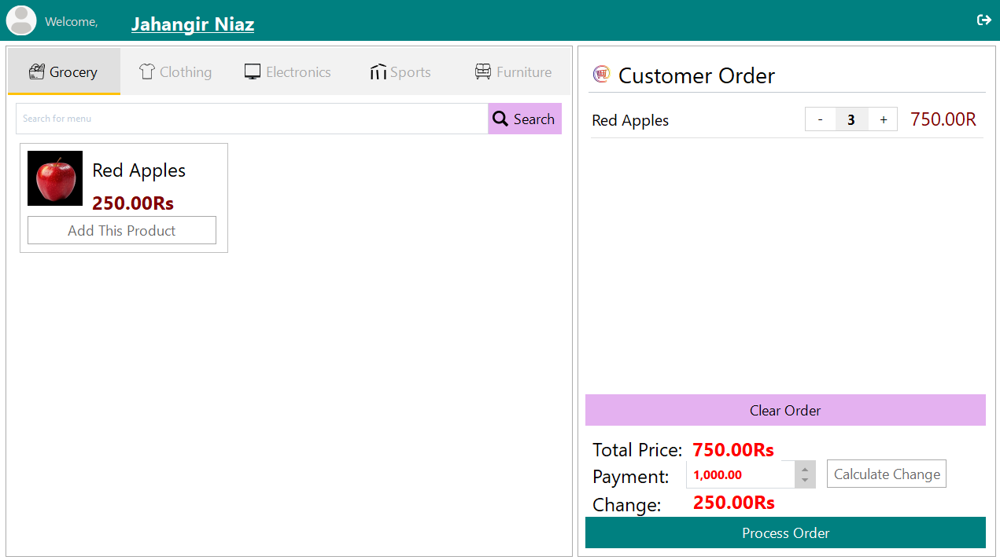 Welcome, Jahangir Niaz
Grocery Clothing Electronics Sports Furniture
Search for menu Search
Red Apples
250.00Rs
Add This Product
Customer Order
Red Apples - 3 + 750.00R
Clear Order
Total Price: 750.00Rs
Payment: 1,000.00 Calculate Change
Change: 250.00Rs
Process Order